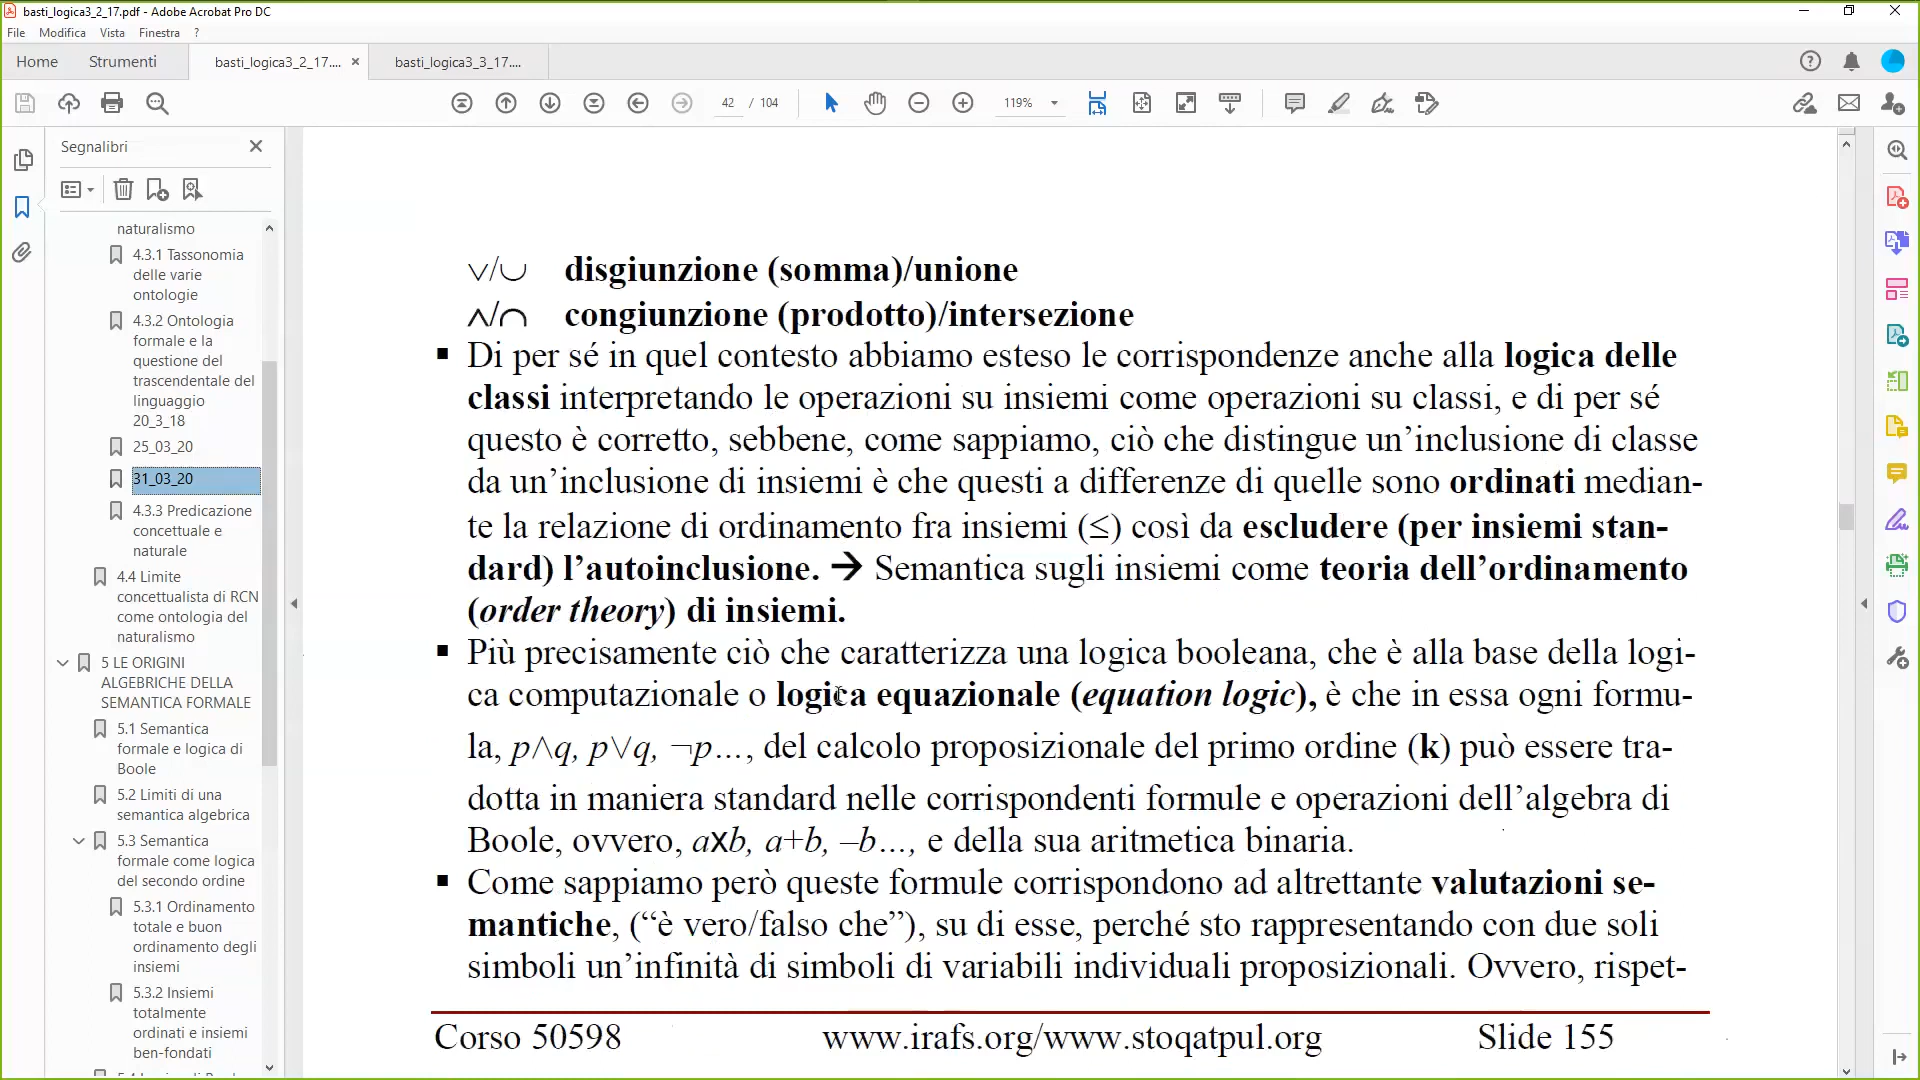 basti_logica3_2_17.pdf - Adobe Acrobat Pro DC
File Modifica Vista Finestra ?
Home Strumenti basti_logica3_2_17.... × basti_logica3_3_17....
42 / 104 119%
Segnalibri
naturalismo
4.3.1 Tassonomia
delle varie
ontologie
4.3.2 Ontologia
formale e la
questione del
trascendentale del
linguaggio
20_3_18
25_03_20
31_03_20
4.3.3 Predicazione
concettuale e
naturale
4.4 Limite
concettualista di RCN
come ontologia del
naturalismo
5 LE ORIGINI
ALGEBRICHE DELLA
SEMANTICA FORMALE
5.1 Semantica
formale e logica di
Boole
5.2 Limiti di una
semantica algebrica
5.3 Semantica
formale come logica
del secondo ordine
5.3.1 Ordinamento
totale e buon
ordinamento degli
insiemi
5.3.2 Insiemi
totalmente
ordinati e insiemi
ben-fondati
∨/∪ disgiunzione (somma)/unione
∧/∩ congiunzione (prodotto)/intersezione
▪ Di per sé in quel contesto abbiamo esteso le corrispondenze anche alla logica delle
classi interpretando le operazioni su insiemi come operazioni su classi, e di per sé
questo è corretto, sebbene, come sappiamo, ciò che distingue un’inclusione di classe
da un’inclusione di insiemi è che questi a differenze di quelle sono ordinati median-
te la relazione di ordinamento fra insiemi (≤) così da escludere (per insiemi stan-
dard) l’autoinclusione. → Semantica sugli insiemi come teoria dell’ordinamento
(order theory) di insiemi.
▪ Più precisamente ciò che caratterizza una logica booleana, che è alla base della logi-
ca computazionale o logica equazionale (equation logic), è che in essa ogni formu-
la, p∧q, p∨q, ¬p…, del calcolo proposizionale del primo ordine (k) può essere tra-
dotta in maniera standard nelle corrispondenti formule e operazioni dell’algebra di
Boole, ovvero, a×b, a+b, –b…, e della sua aritmetica binaria.
▪ Come sappiamo però queste formule corrispondono ad altrettante valutazioni se-
mantiche, (“è vero/falso che”), su di esse, perché sto rappresentando con due soli
simboli un’infinità di simboli di variabili individuali proposizionali. Ovvero, rispet-
Corso 50598 www.irafs.org/www.stoqatpul.org Slide 155